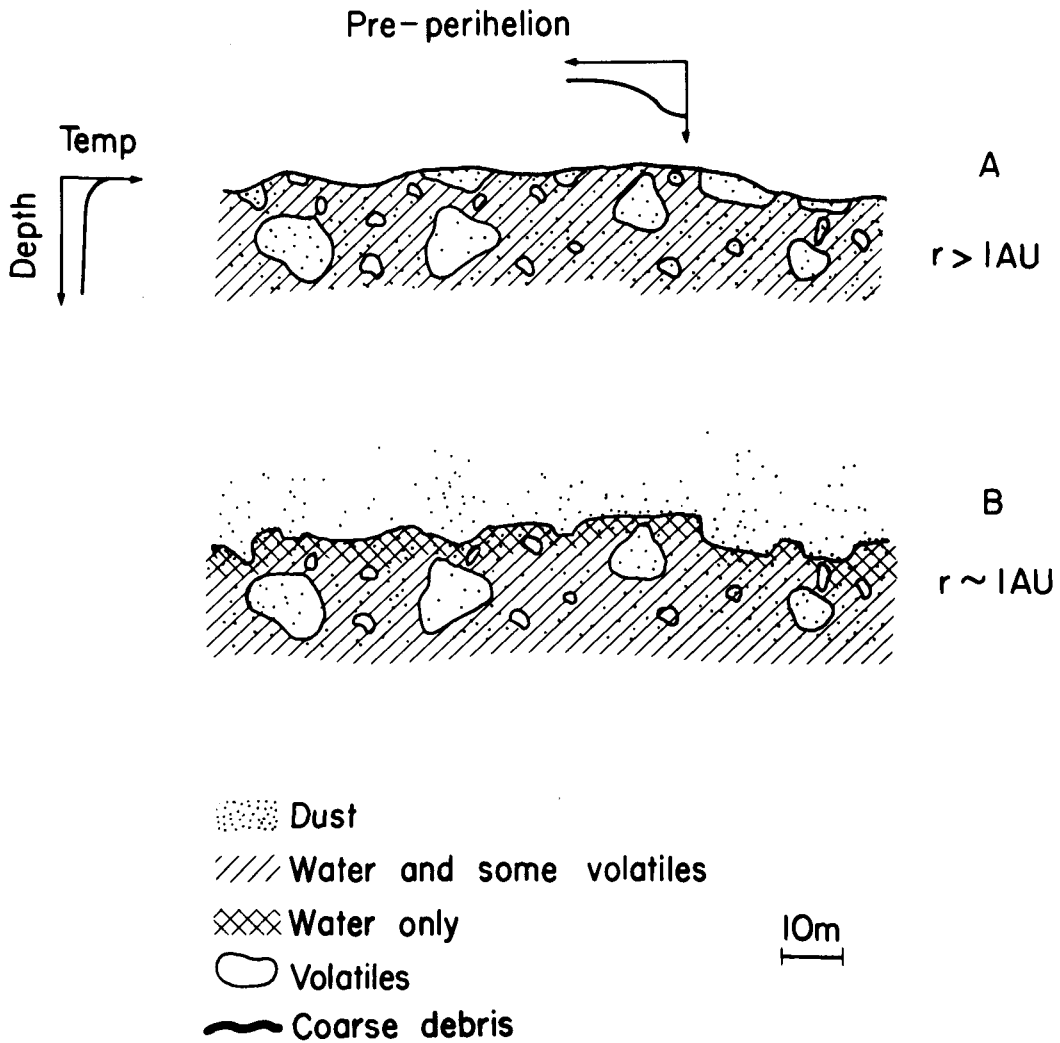 Pre-perihelion
Temp
Depth
A
r > 1AU
B
r ~ 1AU
Dust
Water and some volatiles
Water only
Volatiles
Coarse debris
10m